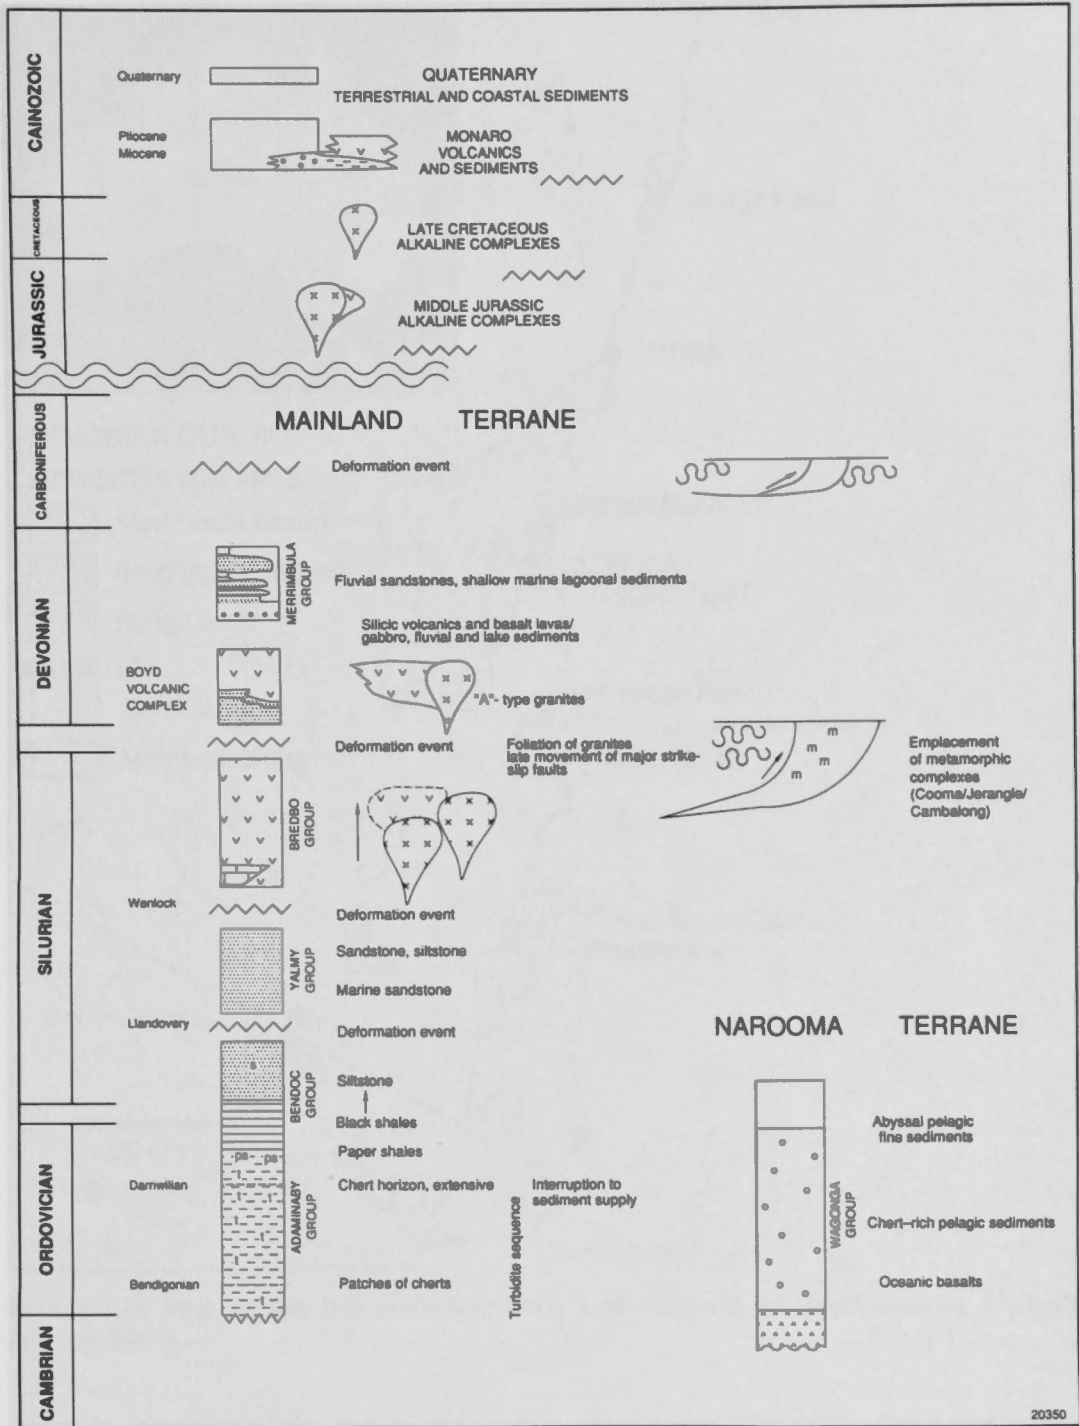 CAINOZOIC
Quaternary
QUATERNARY
TERRESTRIAL AND COASTAL SEDIMENTS
Pliocene
Miocene
MONARO
VOLCANICS
AND SEDIMENTS
CRETACEOUS
LATE CRETACEOUS
ALKALINE COMPLEXES
JURASSIC
MIDDLE JURASSIC
ALKALINE COMPLEXES
MAINLAND TERRANE
CARBONIFEROUS
Deformation event
DEVONIAN
MERRIMBULA
GROUP
Fluvial sandstones, shallow marine lagoonal sediments
Silicic volcanics and basalt lavas/
gabbro, fluvial and lake sediments
BOYD
VOLCANIC
COMPLEX
"A"- type granites
Deformation event
Foliation of granites
late movement of major strike-
slip faults
m
m
m
m
Emplacement
of metamorphic
complexes
(Cooma/Jerangle/
Cambalong)
SILURIAN
BREDBO
GROUP
Wenlock
Deformation event
YALMY
GROUP
Sandstone, siltstone
Marine sandstone
Llandovery
Deformation event
BENDOC
GROUP
s
Siltstone
Black shales
ORDOVICIAN
Paper shales
ps ps
Darriwilian
ADAMINABY
GROUP
Chert horizon, extensive
Interruption to
sediment supply
Turbidite sequence
Bendigonian
Patches of cherts
t
t
t
t
t
t
NAROOMA TERRANE
Abyssal pelagic
fine sediments
WAGONGA
GROUP
Chert–rich pelagic sediments
Oceanic basalts
CAMBRIAN
20350